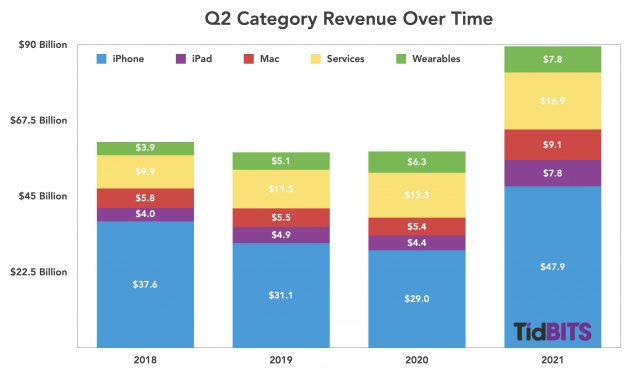 Q2 Category Revenue Over Time
$90 Billion
iPhone iPad Mac Services Wearables
$67.5 Billion
$45 Billion
$22.5 Billion
$3.9
$9.9
$5.8
$4.0
$37.6
$5.1
$11.5
$5.5
$4.9
$31.1
$6.3
$13.3
$5.4
$4.4
$29.0
$7.8
$16.9
$9.1
$7.8
$47.9
TidBITS
2018 2019 2020 2021